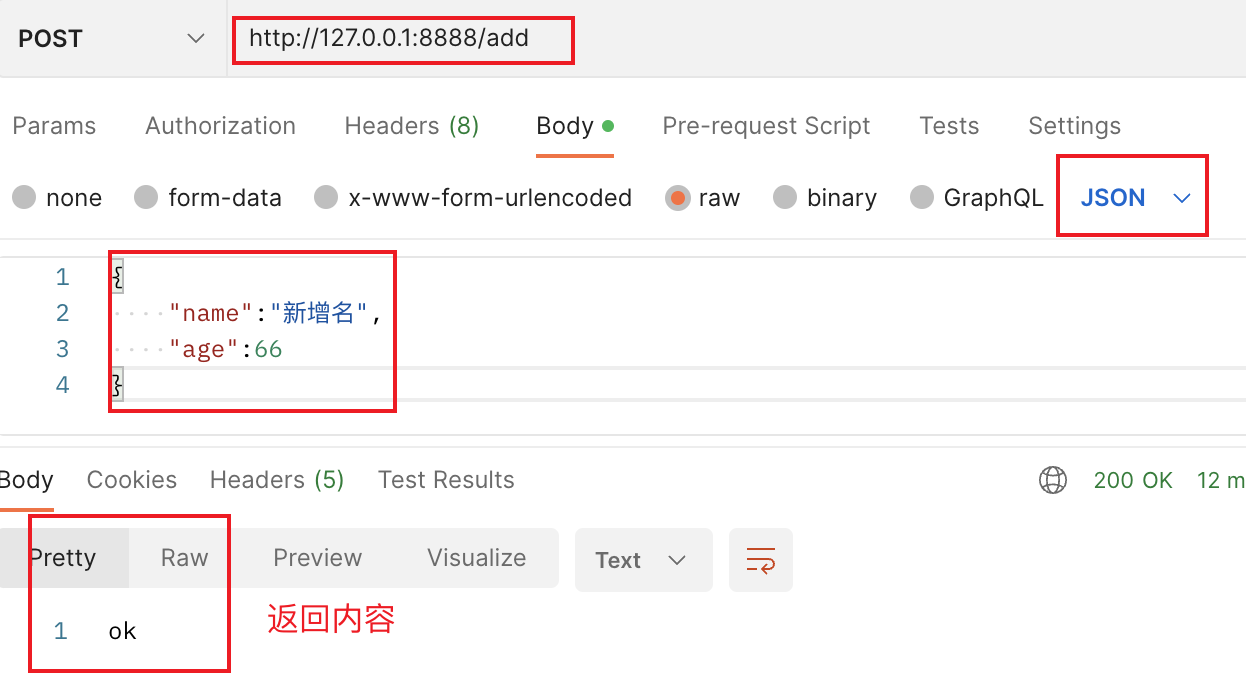 POST http://127.0.0.1:8888/add
Params Authorization Headers (8) Body Pre-request Script Tests Settings
none form-data x-www-form-urlencoded raw binary GraphQL JSON
1 {
2 "name":"新增名",
3 "age":66
4 }
Body Cookies Headers (5) Test Results 200 OK 12 m
Pretty Raw Preview Visualize Text
返回内容
1 ok